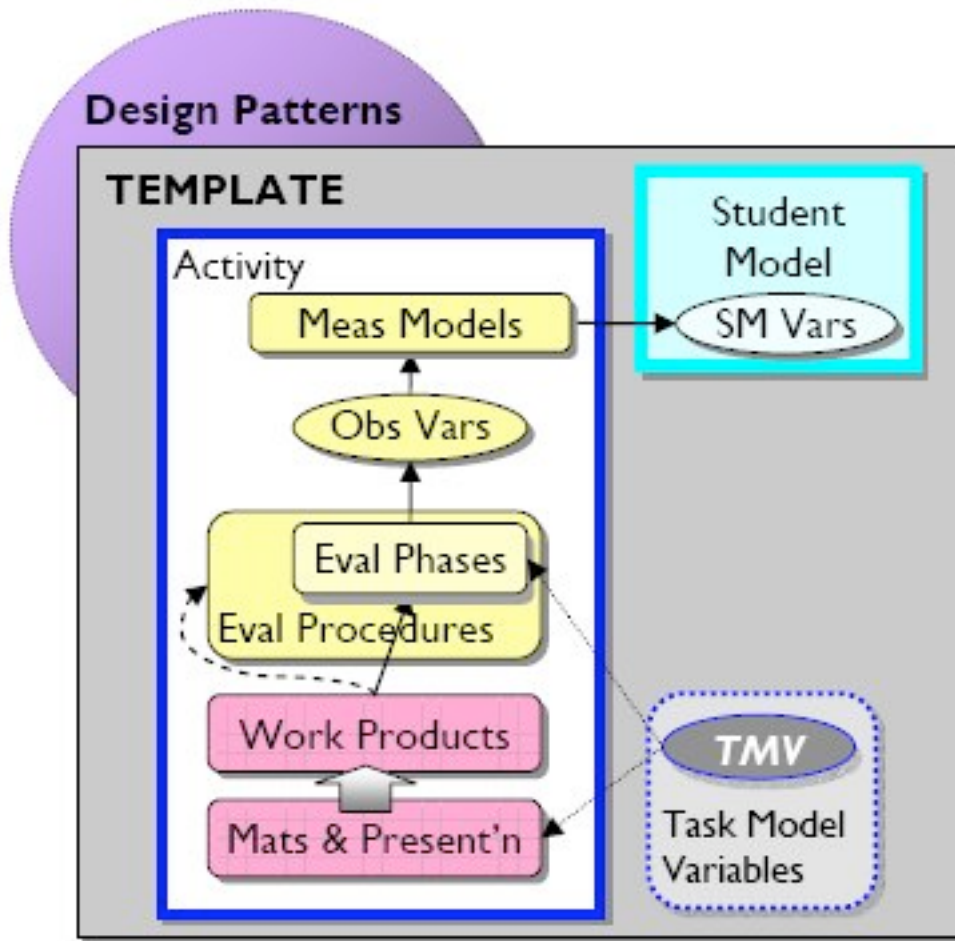 Design Patterns
TEMPLATE
Activity
Student
Model
SM Vars
Meas Models
Obs Vars
Eval Phases
Eval Procedures
Work Products
Mats & Present'n
TMV
Task Model
Variables